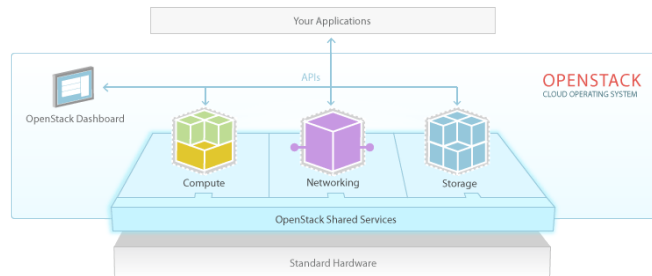 Your Applications
APIs
OPENSTACK
CLOUD OPERATING SYSTEM
OpenStack Dashboard
Compute
Networking
Storage
OpenStack Shared Services
Standard Hardware